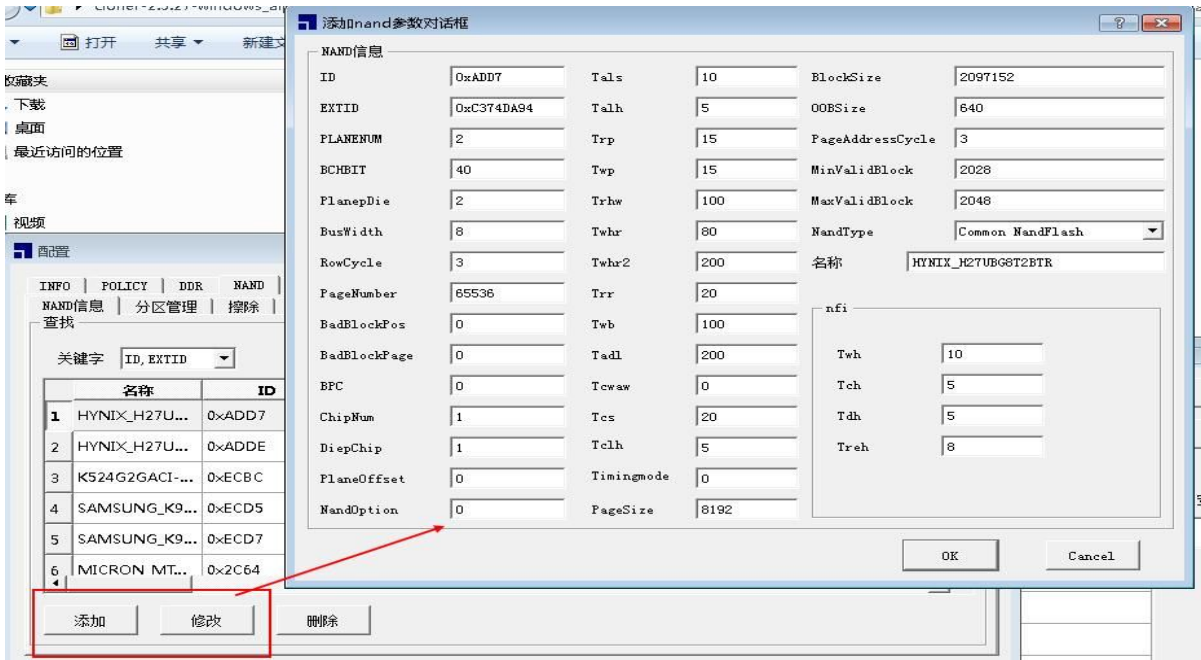 cloner-2.5.27-windows_al
打开 共享 新建文
收藏夹
下载
桌面
最近访问的位置
库
视频
添加nand参数对话框
NAND信息
ID 0xADD7 Tals 10 BlockSize 2097152
EXTID 0xC374DA94 Talh 5 OOBSize 640
PLANENUM 2 Trp 15 PageAddressCycle 3
BCHBIT 40 Twp 15 MinValidBlock 2028
PlanepDie 2 Trhw 100 MaxValidBlock 2048
BusWidth 8 Twhr 80 NandType Common NandFlash
RowCycle 3 Twhr2 200 名称 HYNIX_H27UBG8T2BTR
PageNumber 65536 Trr 20 nfi
BadBlockPos 0 Twb 100
BadBlockPage 0 Tadl 200 Twh 10
BPC 0 Tcwaw 0 Tch 5
ChipNum 1 Tcs 20 Tdh 5
DiepChip 1 Tclh 5 Treh 8
PlaneOffset 0 Timingmode 0
NandOption 0 PageSize 8192
OK Cancel
配置
INFO POLICY DDR NAND
NAND信息 分区管理 擦除
查找
关键字 ID,EXTID
名称 ID
1 HYNIX_H27U... 0xADD7
2 HYNIX_H27U... 0xADDE
3 K524G2GACI-... 0xECBC
4 SAMSUNG_K9... 0xECD5
5 SAMSUNG_K9... 0xECD7
6 MICRON MT... 0x2C64
添加 修改 删除